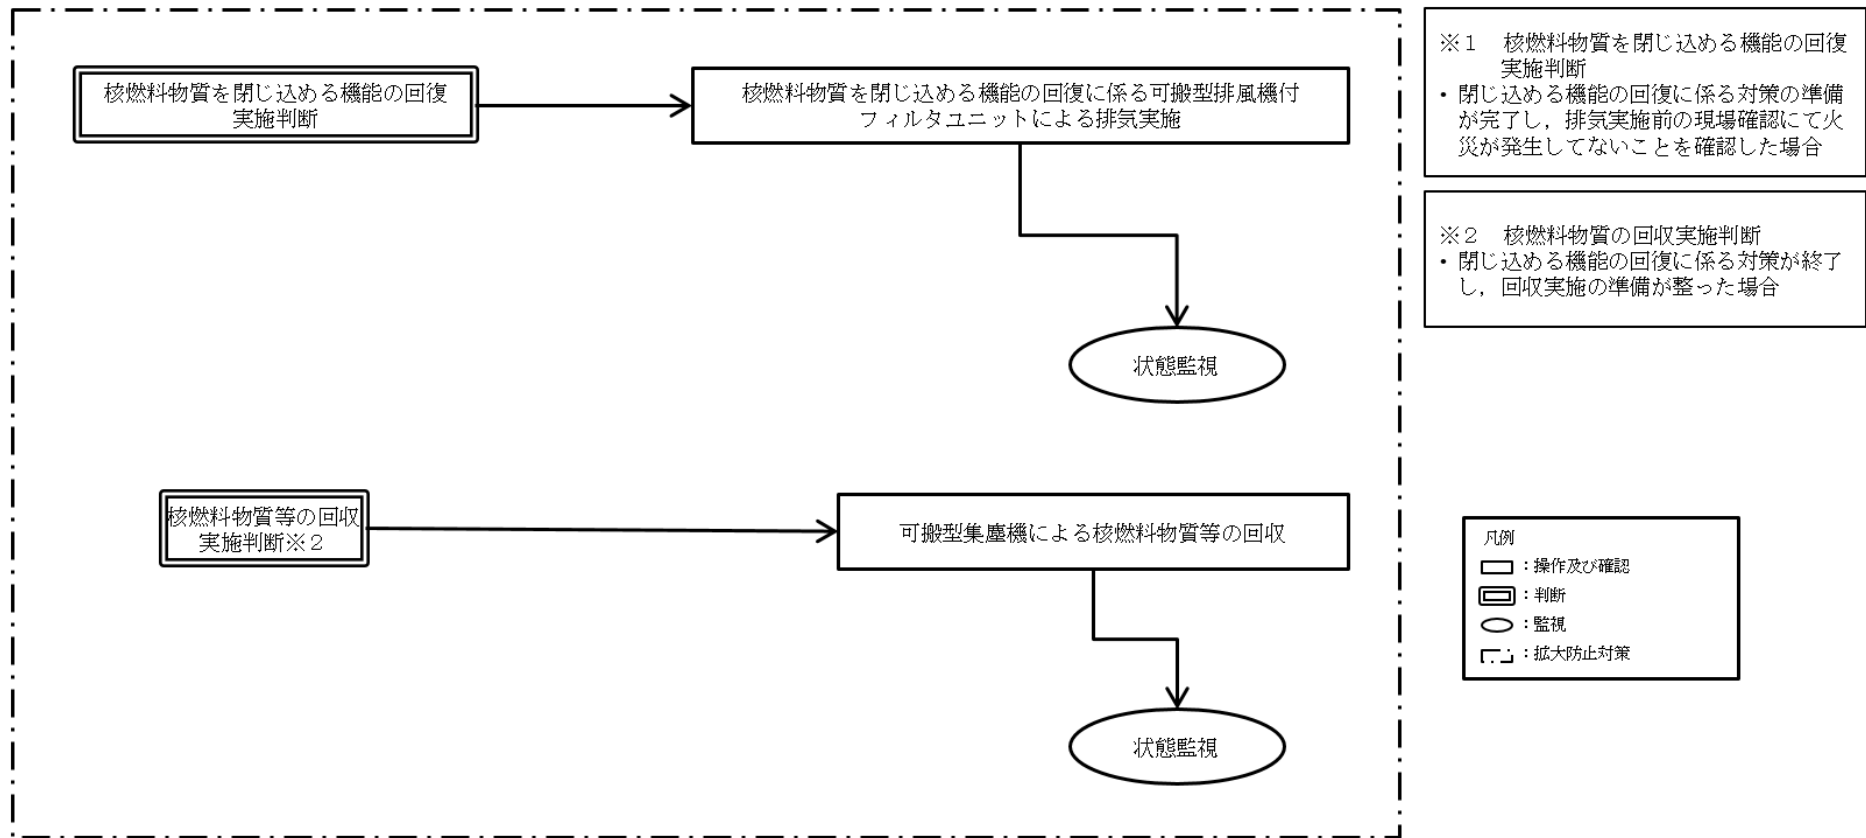 核燃料物質を閉じ込める機能の回復
実施判断
核燃料物質を閉じ込める機能の回復に係る可搬型排風機付
フィルタユニットによる排気実施
状態監視
核燃料物質等の回収
実施判断※2
可搬型集塵機による核燃料物質等の回収
状態監視
※1 核燃料物質を閉じ込める機能の回復
実施判断
・閉じ込める機能の回復に係る対策の準備
が完了し，排気実施前の現場確認にて火
災が発生してないことを確認した場合
※2 核燃料物質の回収実施判断
・閉じ込める機能の回復に係る対策が終了
し，回収実施の準備が整った場合
凡例
：操作及び確認
：判断
：監視
：拡大防止対策